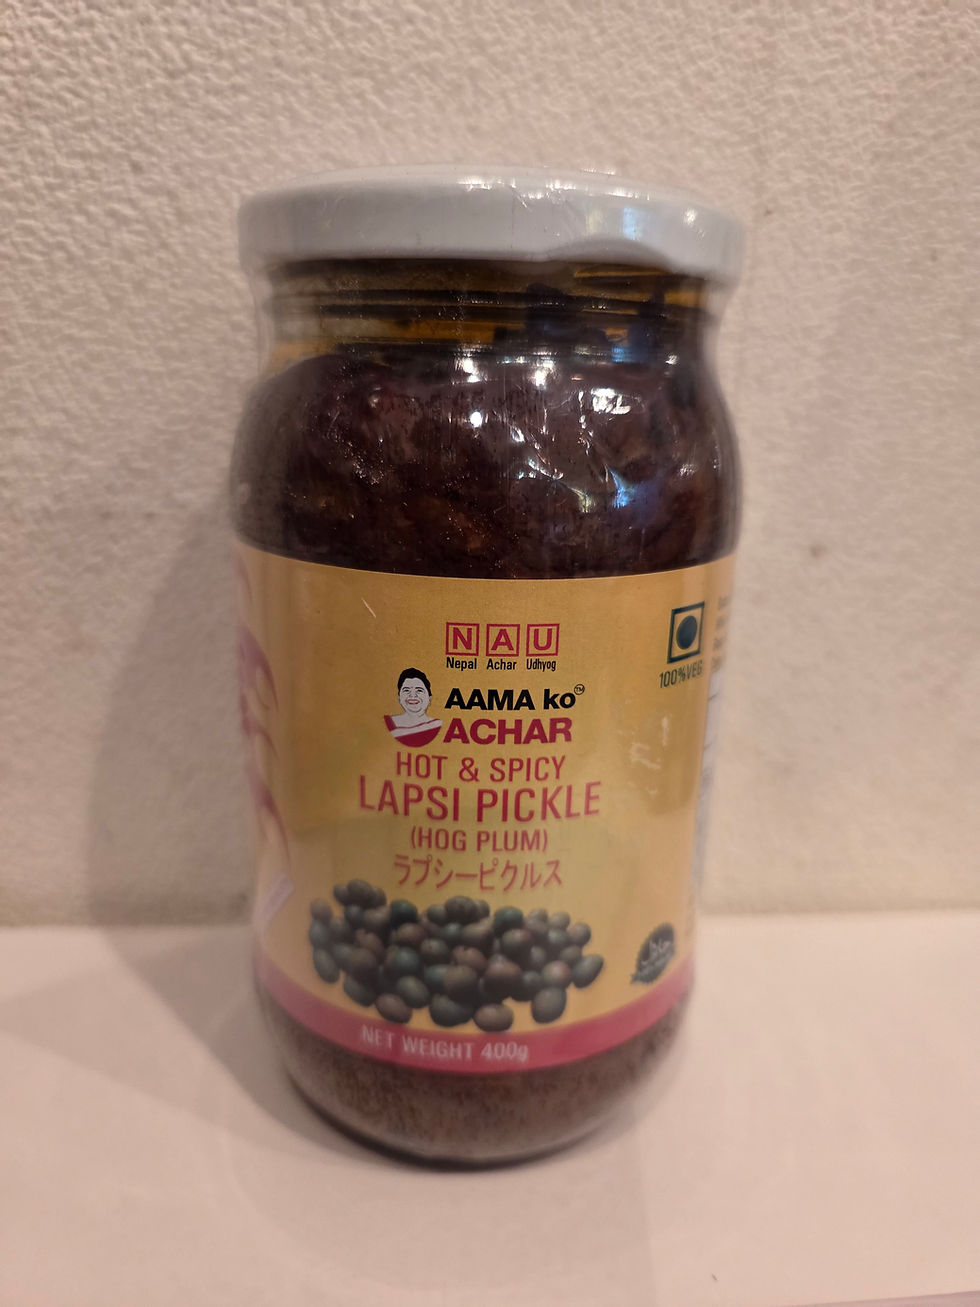 N A U
Nepal Achar Udhyog
AAMA ko™
ACHAR
100% VEG
HOT & SPICY
LAPSI PICKLE
(HOG PLUM)
ラプシーピクルス
حلال
NET WEIGHT 400g